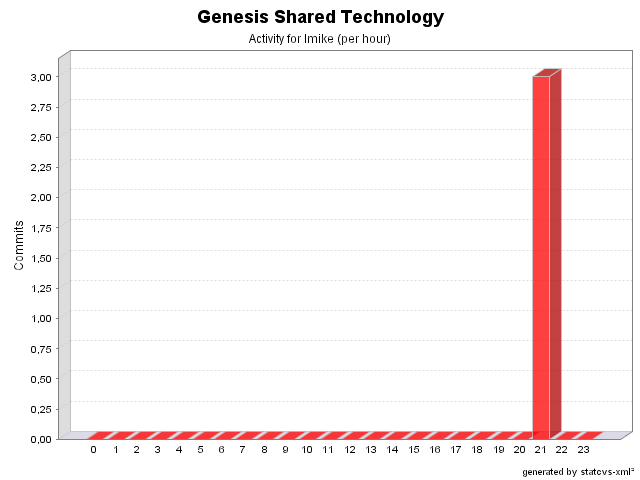 Genesis Shared Technology
Activity for lmike (per hour)
Commits
3,00
2,75
2,50
2,25
2,00
1,75
1,50
1,25
1,00
0,75
0,50
0,25
0,00
0 1 2 3 4 5 6 7 8 9 10 11 12 13 14 15 16 17 18 19 20 21 22 23
generated by statcvs-xml²